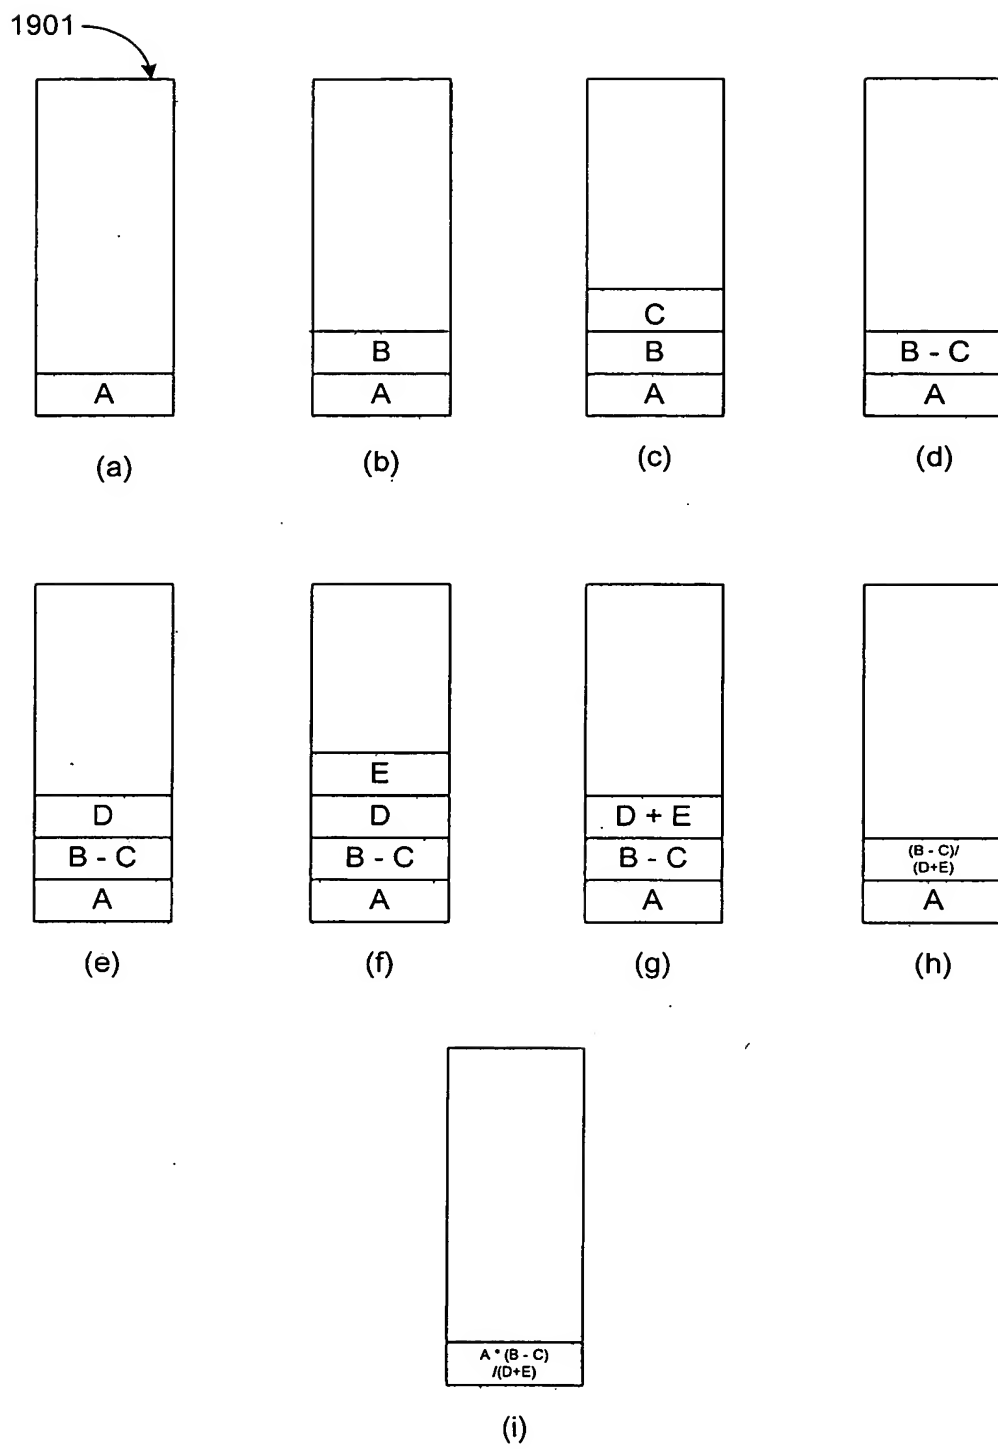 1901
A
(a)
B
A
(b)
C
B
A
(c)
B - C
A
(d)
D
B - C
A
(e)
E
D
B - C
A
(f)
D + E
B - C
A
(g)
(B - C)/
(D+E)
A
(h)
A * (B - C)
/(D+E)
(i)